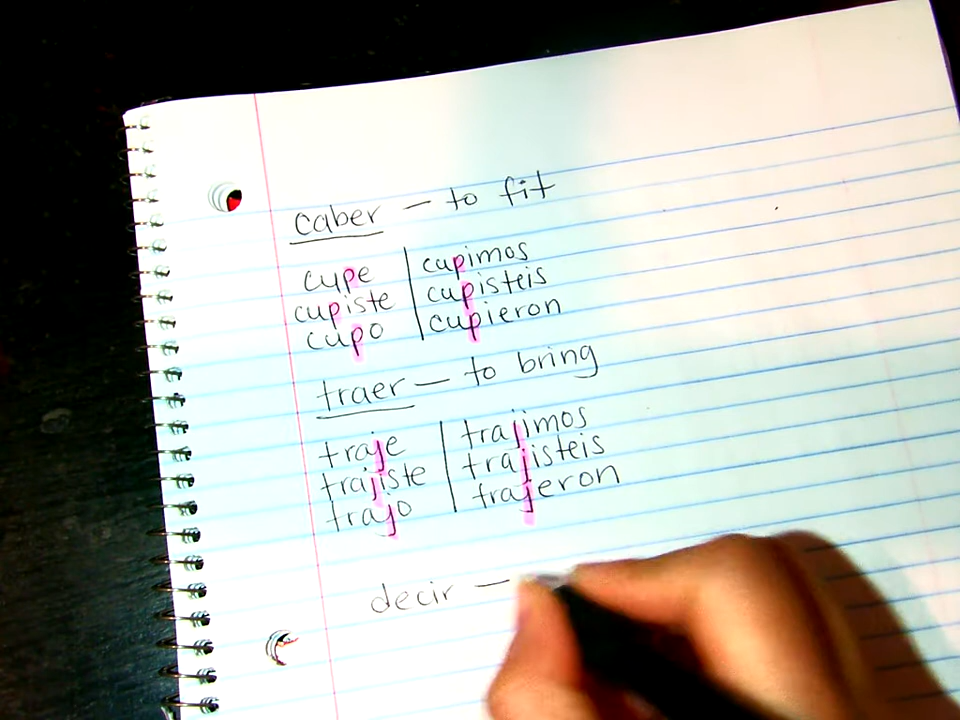 caber — to fit
cupe | cupimos
cupiste | cupisteis
cupo | cupieron
traer — to bring
traje | trajimos
trajiste | trajisteis
trajo | trajeron
decir —